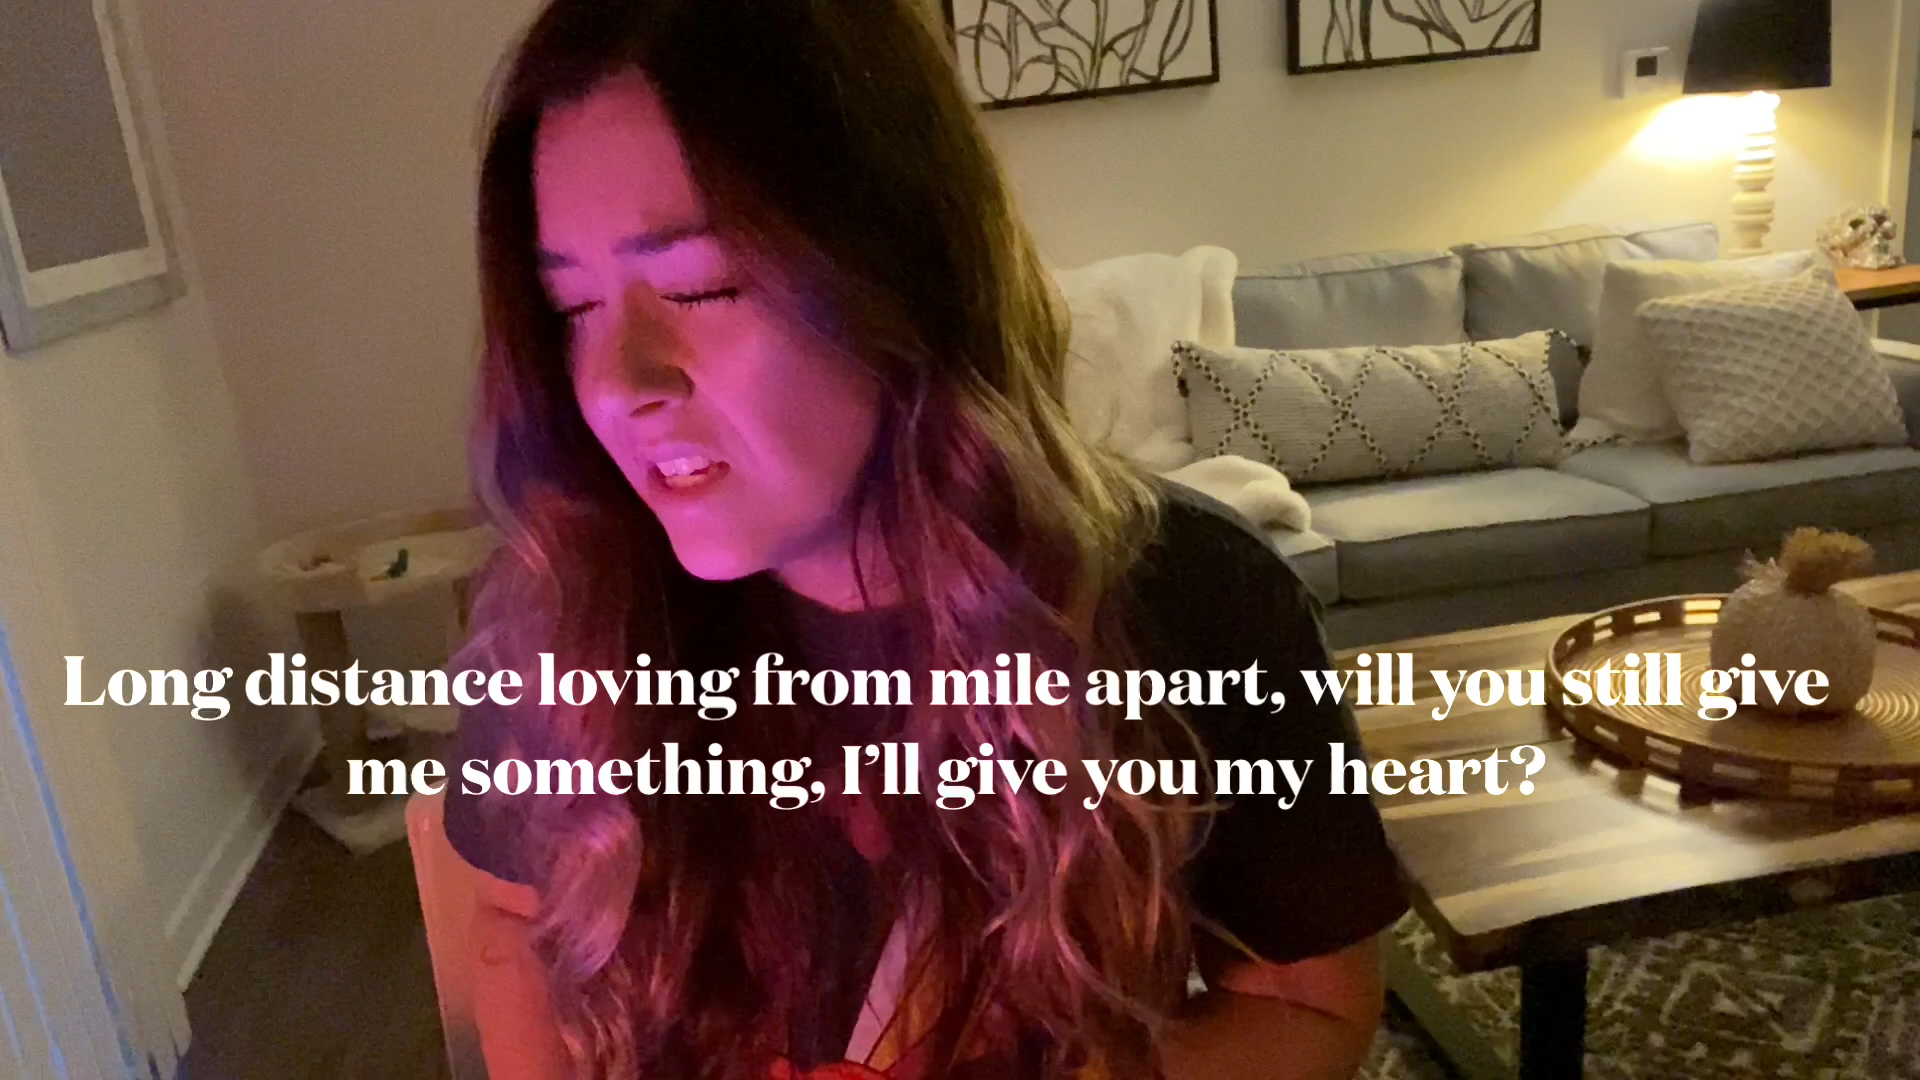 Long distance loving from mile apart, will you still give
me something, I’ll give you my heart?